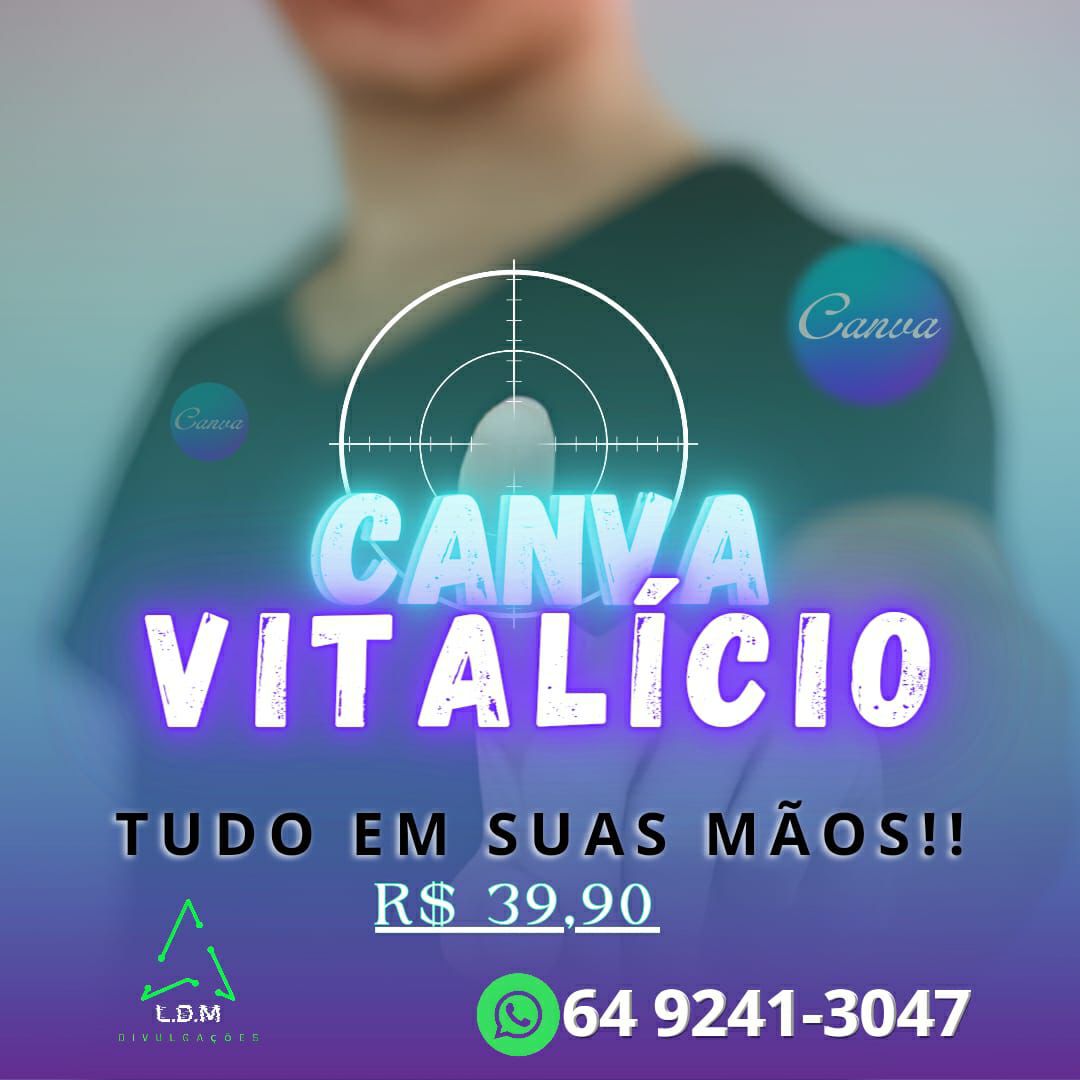 Canva
Canva
CANVA
VITALÍCIO
TUDO EM SUAS MÃOS!!
R$ 39,90
L.D.M
DIVULGAÇÕES
64 9241-3047